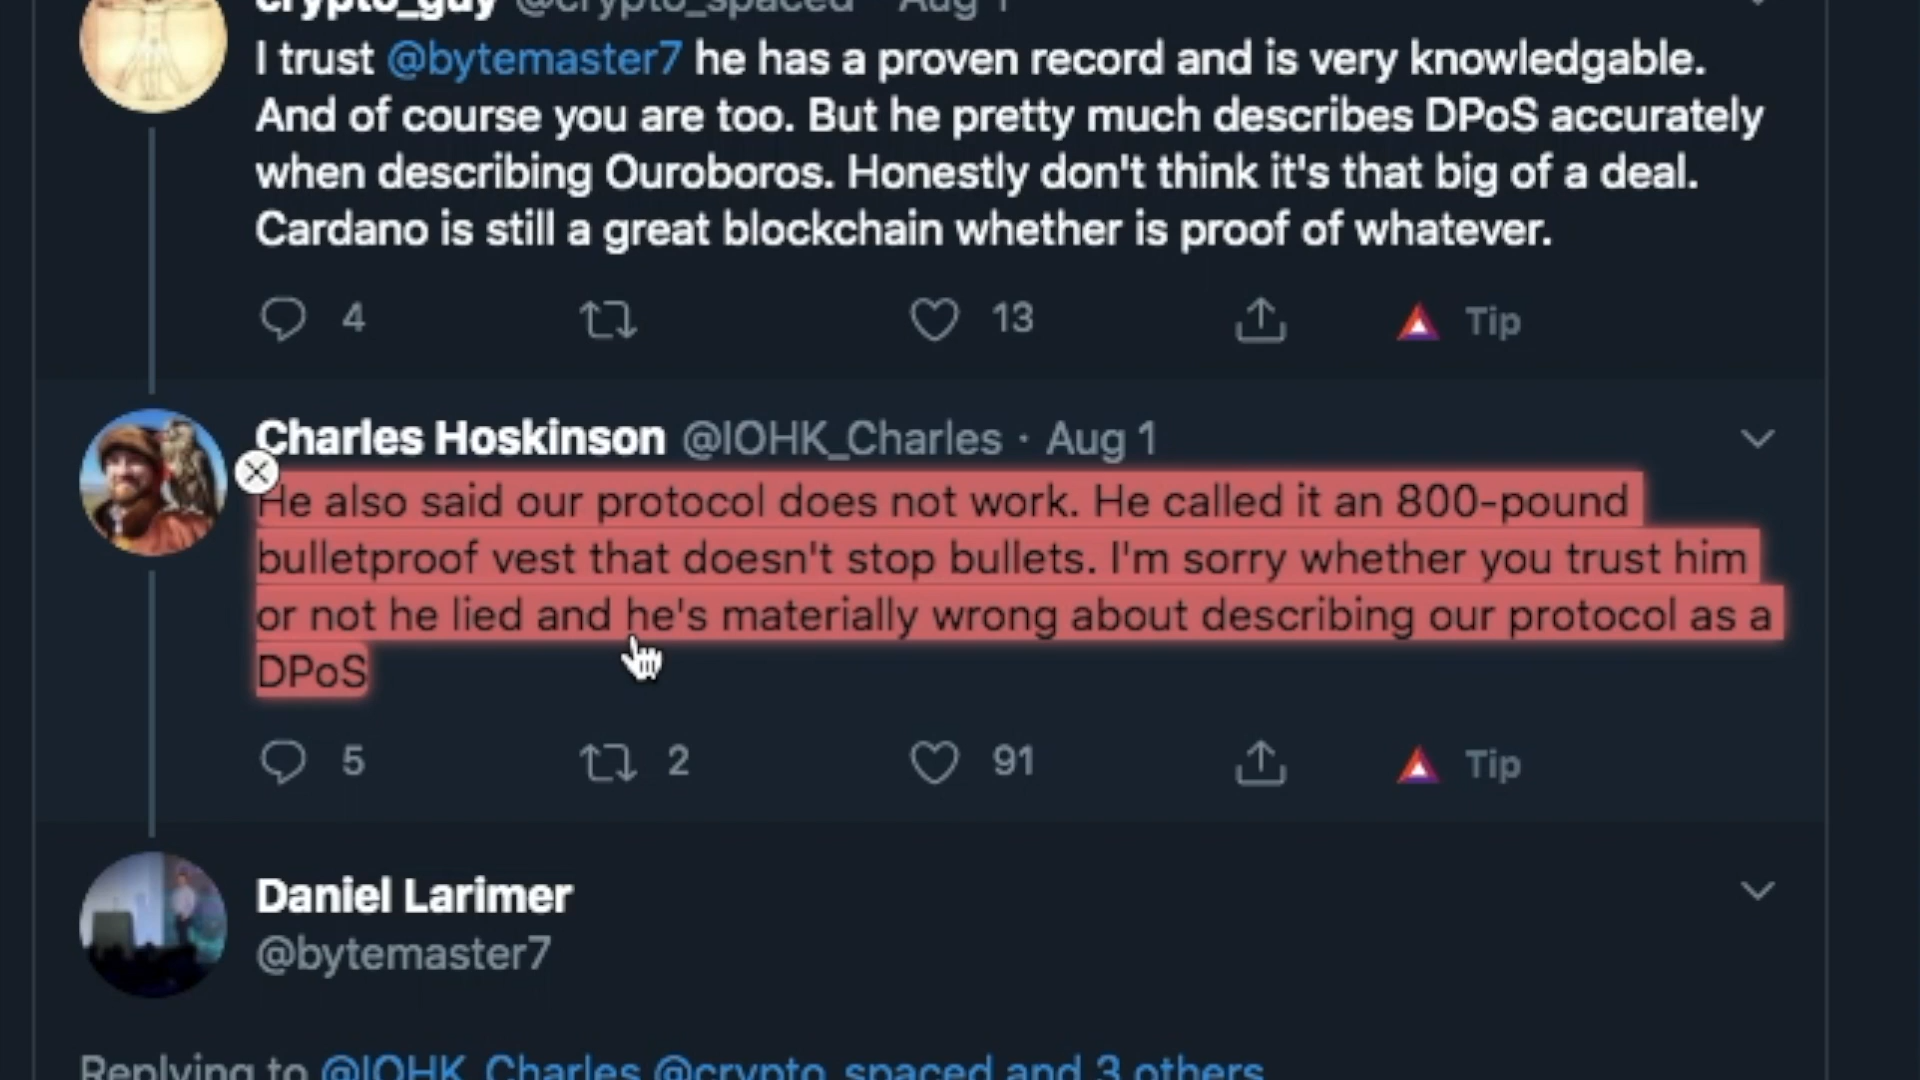 crypto_guy @crypto_spaced · Aug 1
I trust @bytemaster7 he has a proven record and is very knowledgable.
And of course you are too. But he pretty much describes DPoS accurately
when describing Ouroboros. Honestly don't think it's that big of a deal.
Cardano is still a great blockchain whether is proof of whatever.
4 13 Tip
Charles Hoskinson @IOHK_Charles · Aug 1
He also said our protocol does not work. He called it an 800-pound
bulletproof vest that doesn't stop bullets. I'm sorry whether you trust him
or not he lied and he's materially wrong about describing our protocol as a
DPoS
5 2 91 Tip
Daniel Larimer
@bytemaster7
Replying to @IOHK_Charles @crypto_spaced and 3 others